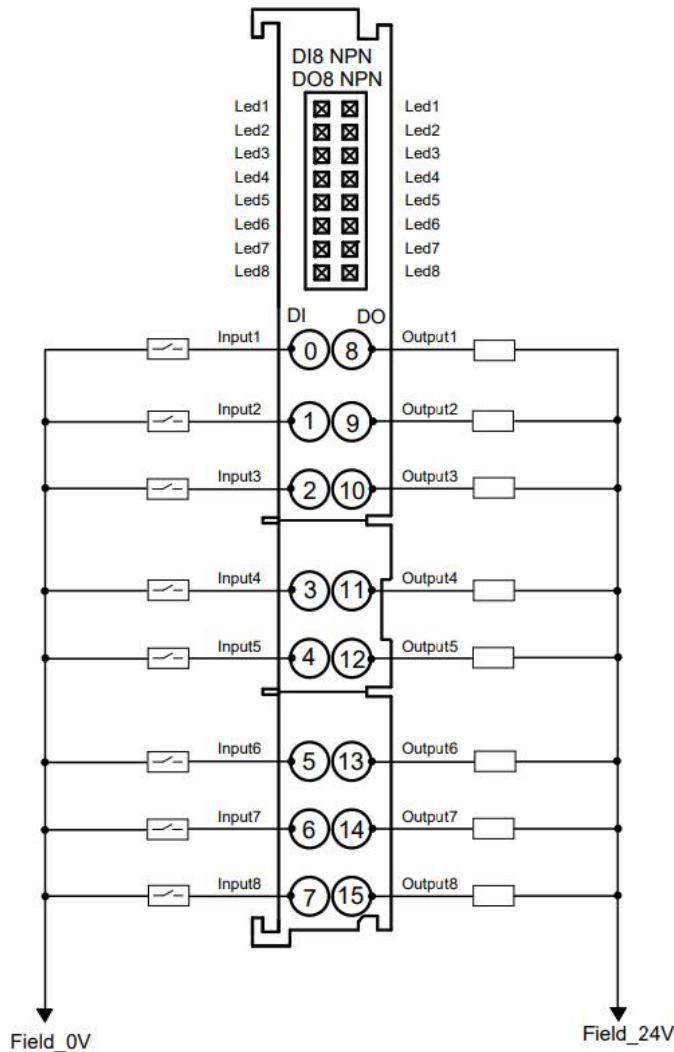 DI8 NPN
DO8 NPN
Led1 Led1
Led2 Led2
Led3 Led3
Led4 Led4
Led5 Led5
Led6 Led6
Led7 Led7
Led8 Led8
DI DO
Input1 0 8 Output1
Input2 1 9 Output2
Input3 2 10 Output3
Input4 3 11 Output4
Input5 4 12 Output5
Input6 5 13 Output6
Input7 6 14 Output7
Input8 7 15 Output8
Field_0V Field_24V